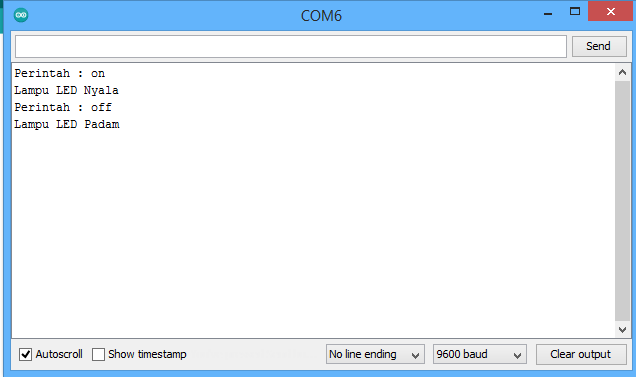 COM6
Send
Perintah : on
Lampu LED Nyala
Perintah : off
Lampu LED Padam
Autoscroll Show timestamp No line ending 9600 baud Clear output